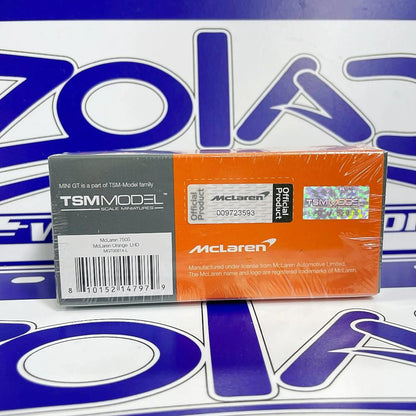 ZOLA
MINI GT is a part of TSM-Model family
TSMMODEL™
SCALE MINIATURES
McLaren 750S
McLaren Orange LHD
8 10152 14797 9
Official Product
McLaren
009723593
Official Product
TSMMODEL
McLaren
Manufactured under license from McLaren Automotive Limited.
The McLaren name and logo are registered trademarks of McLaren.